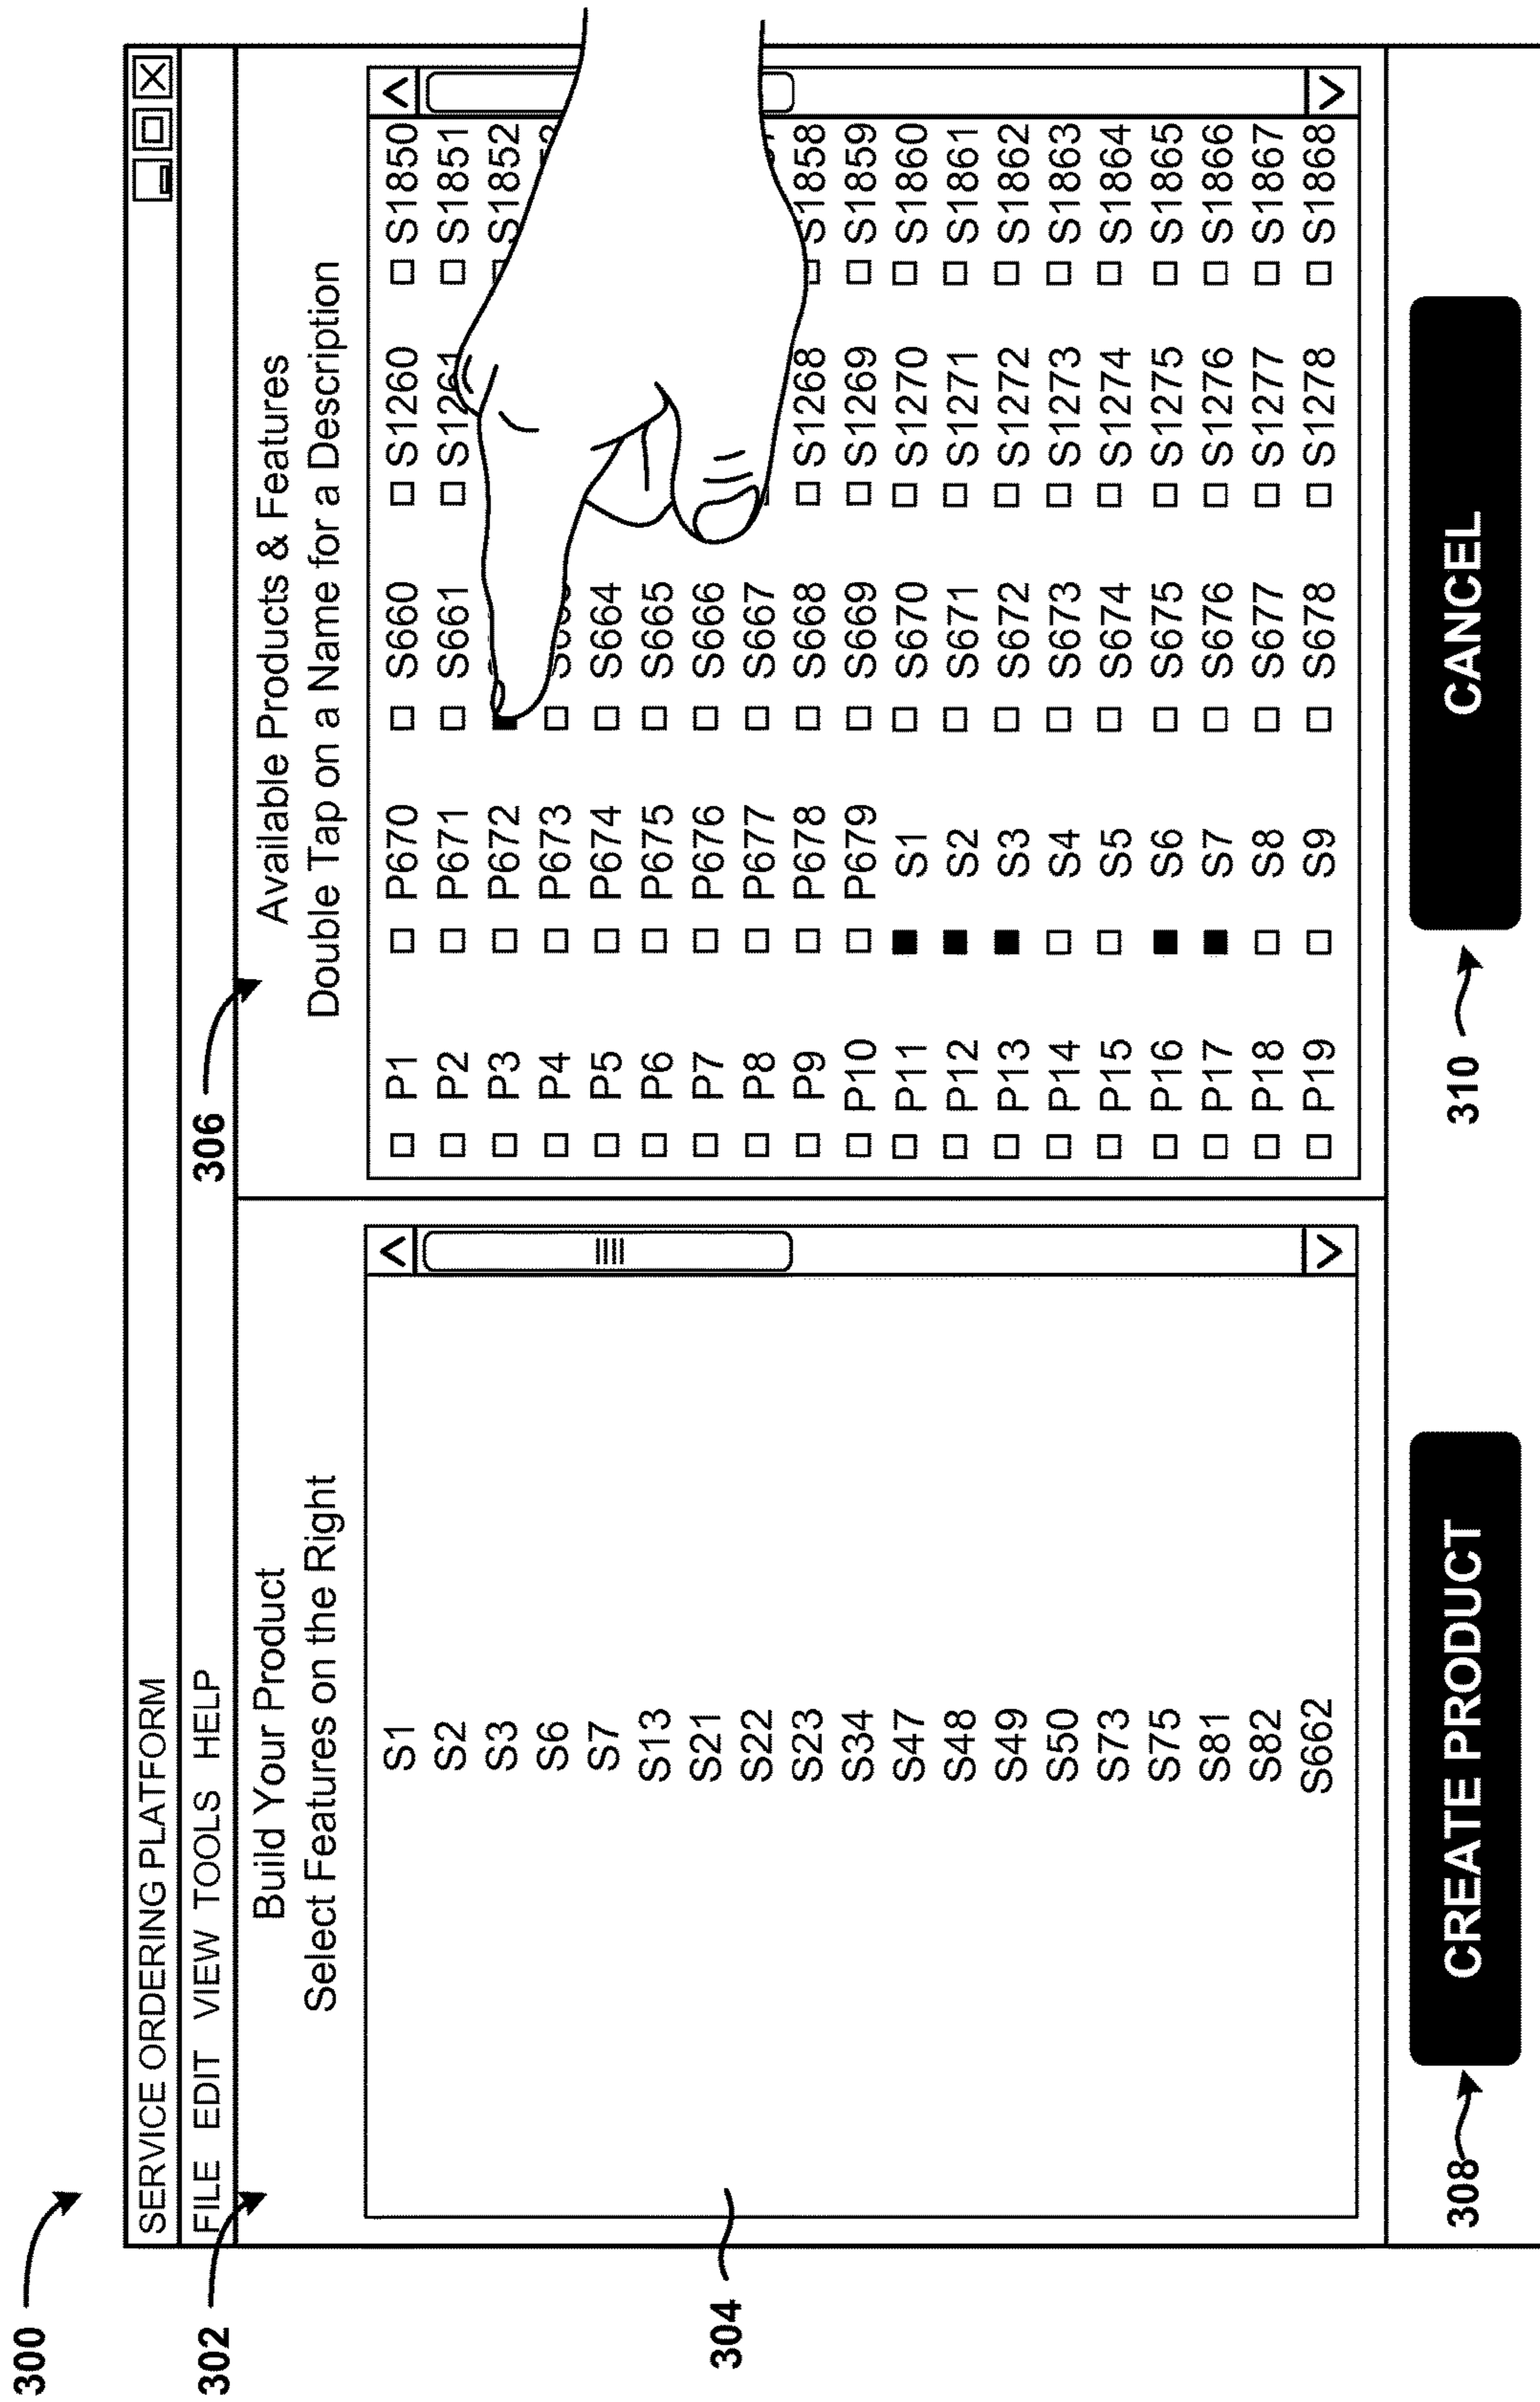 300
SERVICE ORDERING PLATFORM
FILE EDIT VIEW TOOLS HELP
302
306
Build Your Product
Select Features on the Right
S1
S2
S3
S6
S7
S13
S21
S22
S23
S34
S47
S48
S49
S50
S73
S75
S81
S82
S662
304
Available Products & Features
Double Tap on a Name for a Description
P1 P670 S660 S1260 S1850
P2 P671 S661 S1261 S1851
P3 P672 S1852
P4 P673
P5 P674 S664
P6 P675 S665
P7 P676 S666
P8 P677 S667
P9 P678 S668 S1268 S1858
P10 P679 S669 S1269 S1859
P11 S1 S670 S1270 S1860
P12 S2 S671 S1271 S1861
P13 S3 S672 S1272 S1862
P14 S4 S673 S1273 S1863
P15 S5 S674 S1274 S1864
P16 S6 S675 S1275 S1865
P17 S7 S676 S1276 S1866
P18 S8 S677 S1277 S1867
P19 S9 S678 S1278 S1868
308
CREATE PRODUCT
310
CANCEL